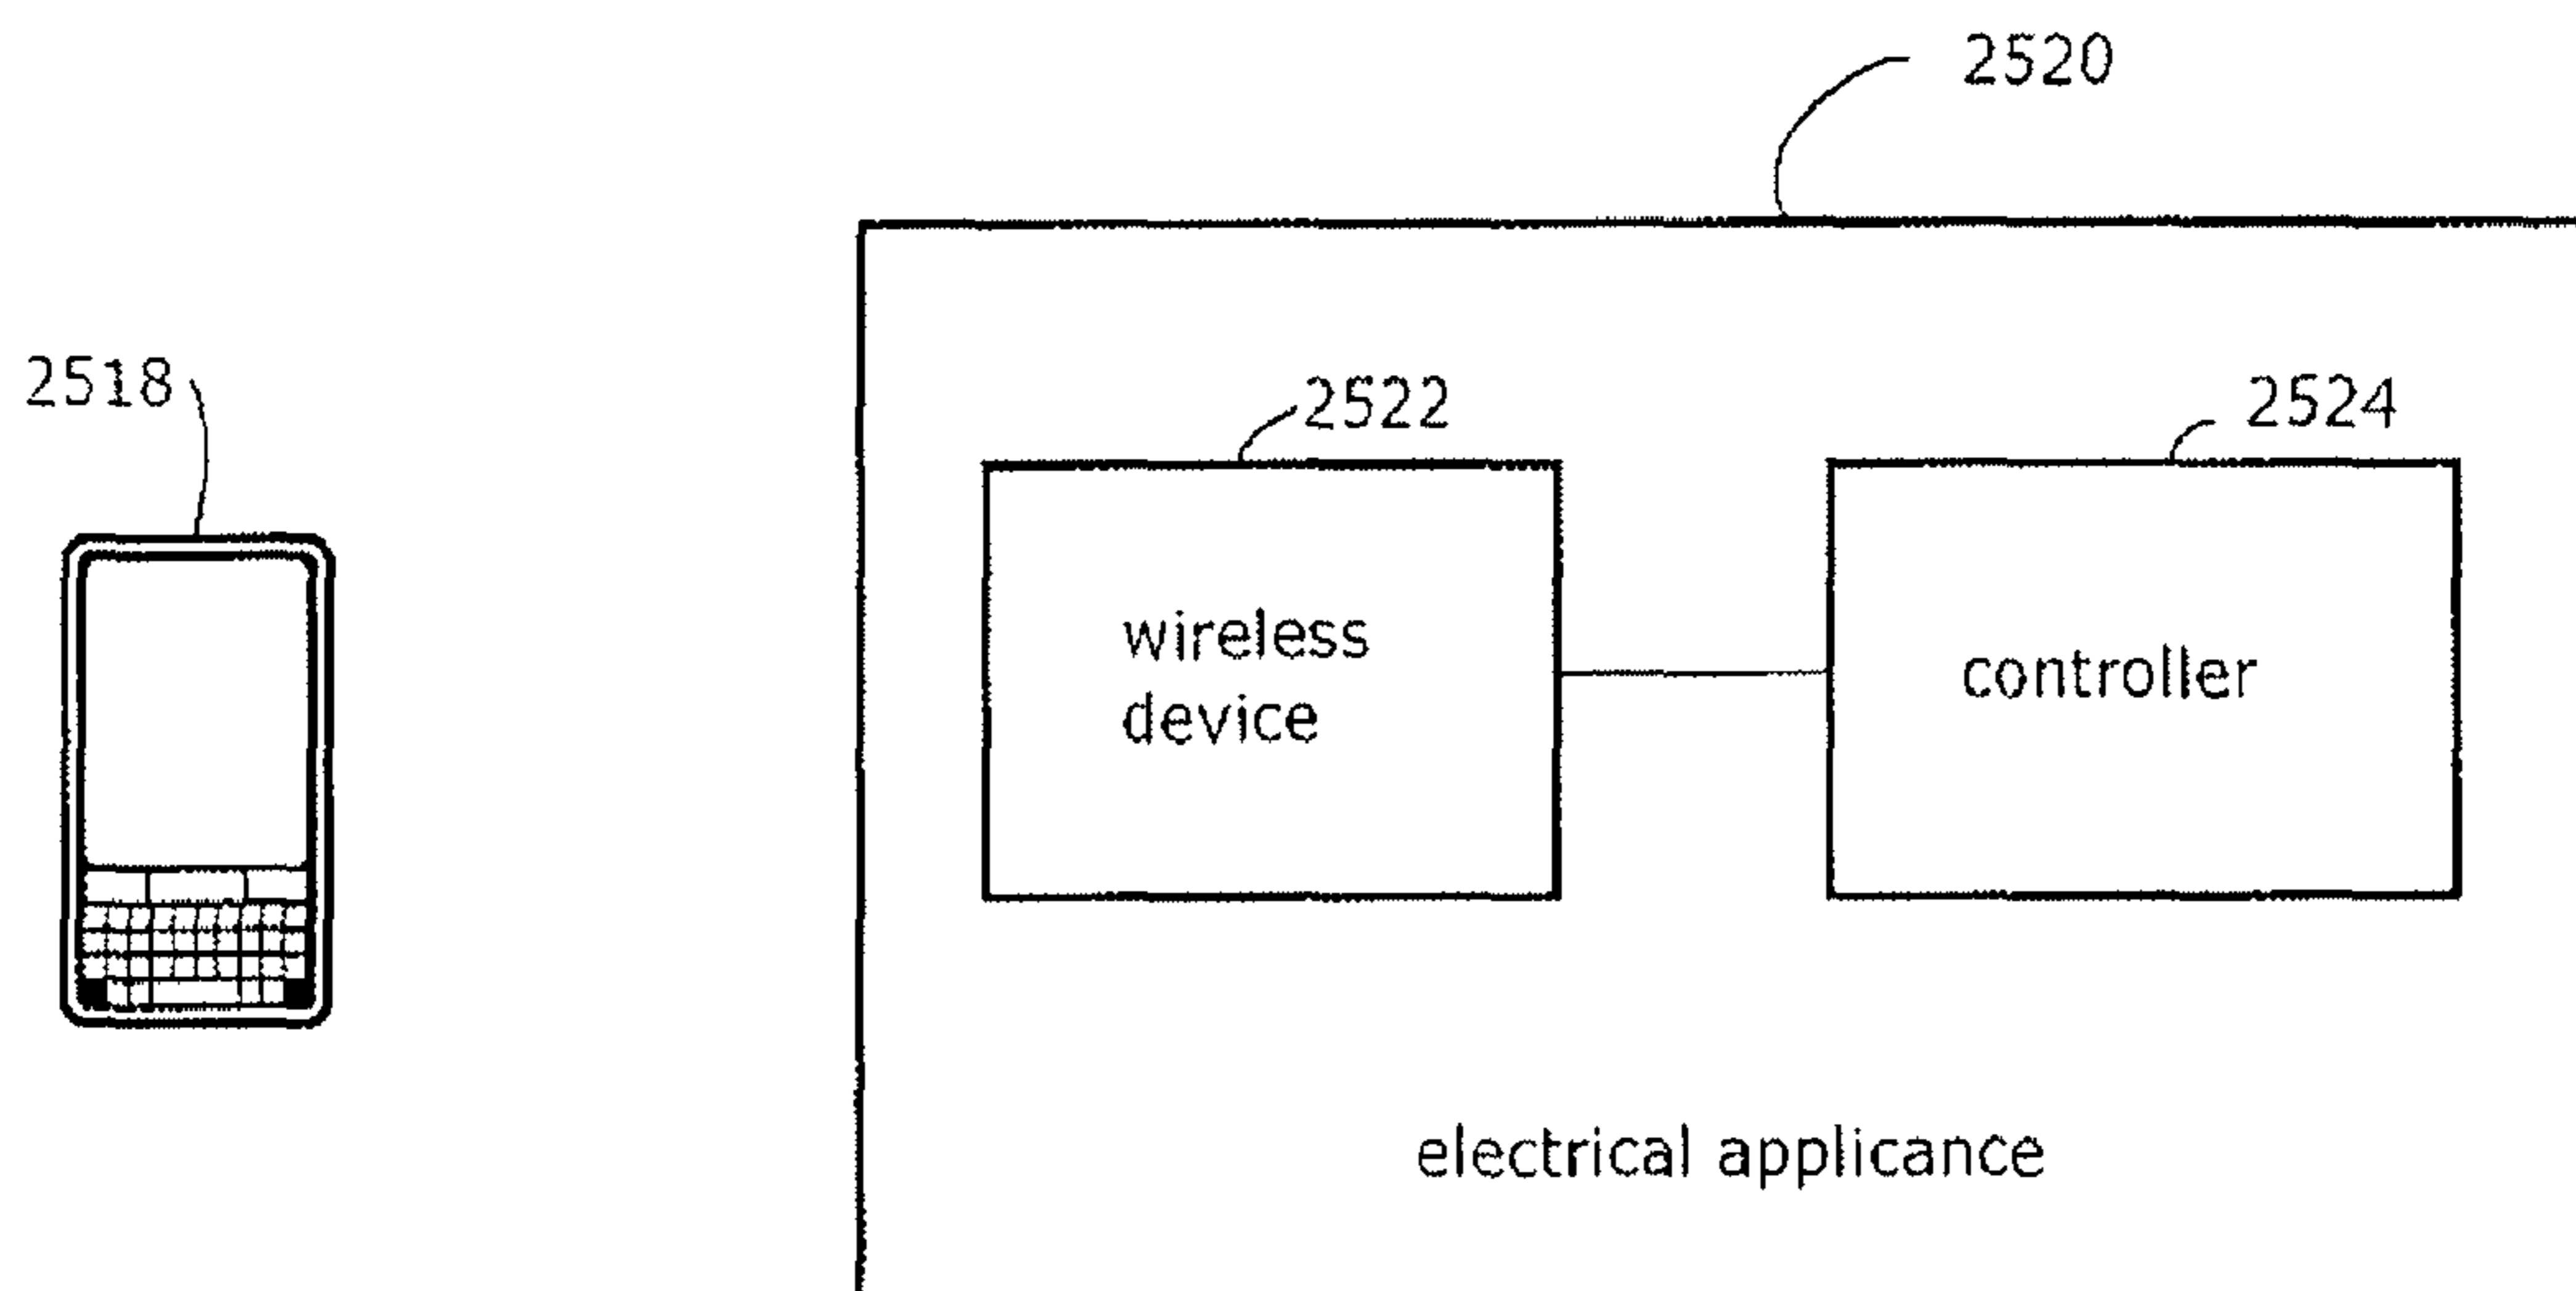 2520
2518
2522
2524
wireless
device
controller
electrical applicance